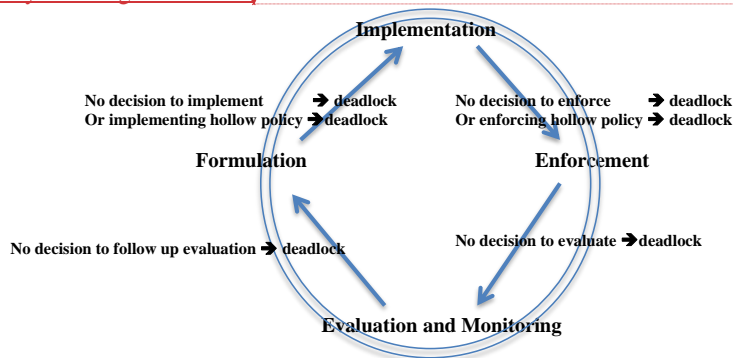 Implementation
No decision to implement ➔ deadlock
Or implementing hollow policy ➔deadlock
No decision to enforce ➔ deadlock
Or enforcing hollow policy ➔ deadlock
Formulation
Enforcement
No decision to follow up evaluation ➔ deadlock
No decision to evaluate ➔deadlock
Evaluation and Monitoring